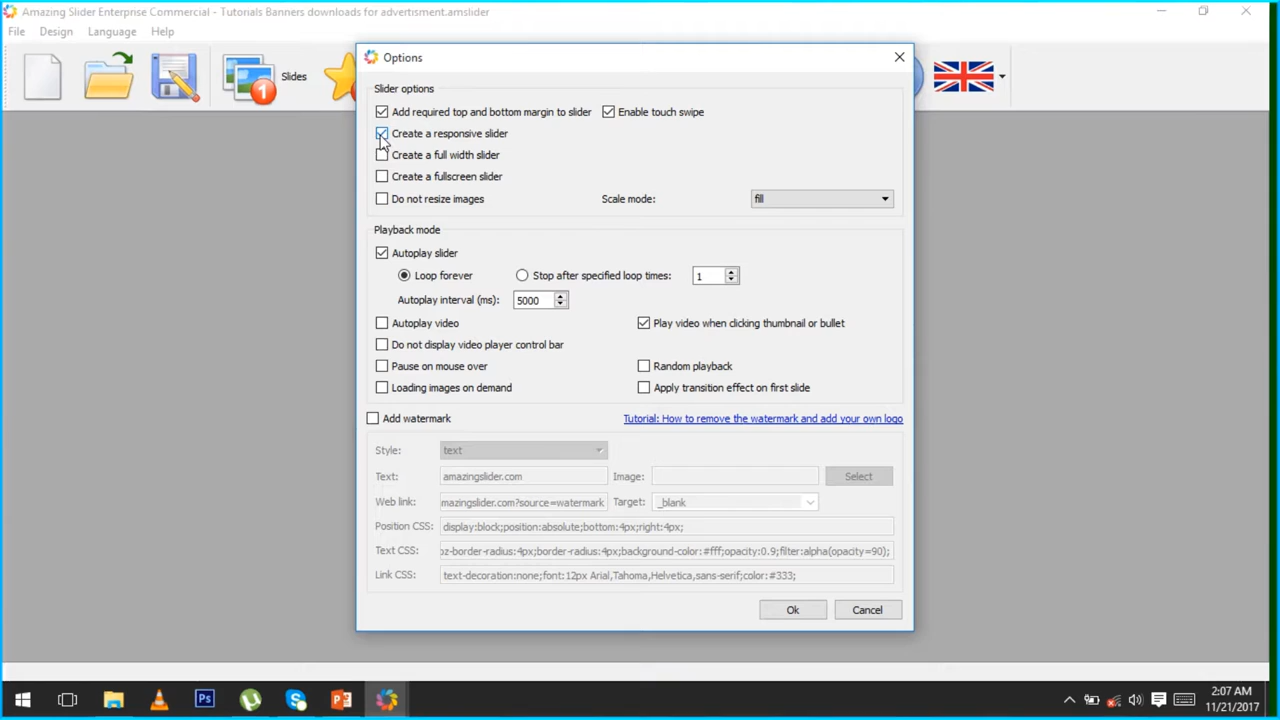 Amazing Slider Enterprise Commercial - Tutorials Banners downloads for advertisment.amslider
File Design Language Help
1 Slides
Options
Slider options
Add required top and bottom margin to slider Enable touch swipe
Create a responsive slider
Create a full width slider
Create a fullscreen slider
Do not resize images Scale mode: fill
Playback mode
Autoplay slider
Loop forever Stop after specified loop times: 1
Autoplay interval (ms): 5000
Autoplay video Play video when clicking thumbnail or bullet
Do not display video player control bar
Pause on mouse over Random playback
Loading images on demand Apply transition effect on first slide
Add watermark Tutorial: How to remove the watermark and add your own logo
Style: text
Text: amazingslider.com Image: Select
Web link: mazingslider.com?source=watermark Target: _blank
Position CSS: display:block;position:absolute;bottom:4px;right:4px;
Text CSS: oz-border-radius:4px;border-radius:4px;background-color: #fff;opacity:0.9;filter:alpha(opacity=90);
Link CSS: text-decoration:none;font:12px Arial,Tahoma,Helvetica,sans-serif;color: #333;
Ok Cancel
Ps
2:07 AM
11/21/2017